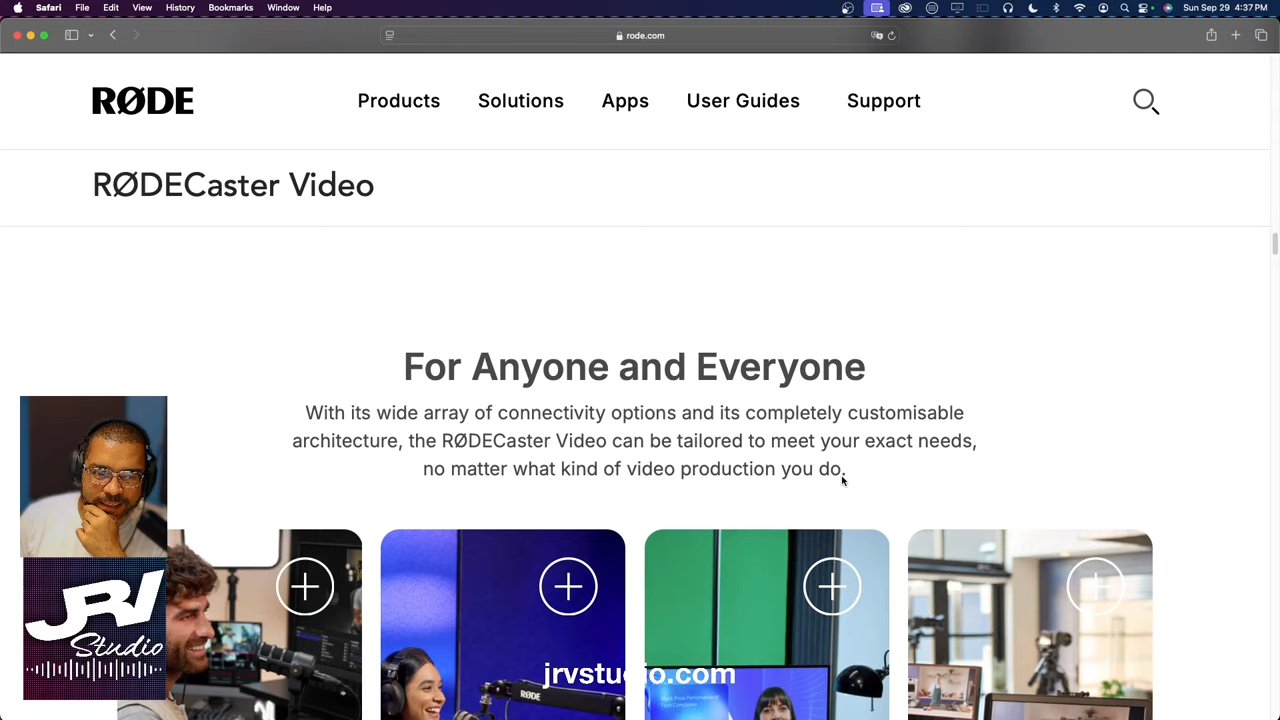 Safari File Edit View History Bookmarks Window Help Sun Sep 29 4:37 PM
rode.com
RØDE Products Solutions Apps User Guides Support
RØDECaster Video
For Anyone and Everyone
With its wide array of connectivity options and its completely customisable
architecture, the RØDECaster Video can be tailored to meet your exact needs,
no matter what kind of video production you do.
JRV
Studio
RØDE
jrvstudio.com